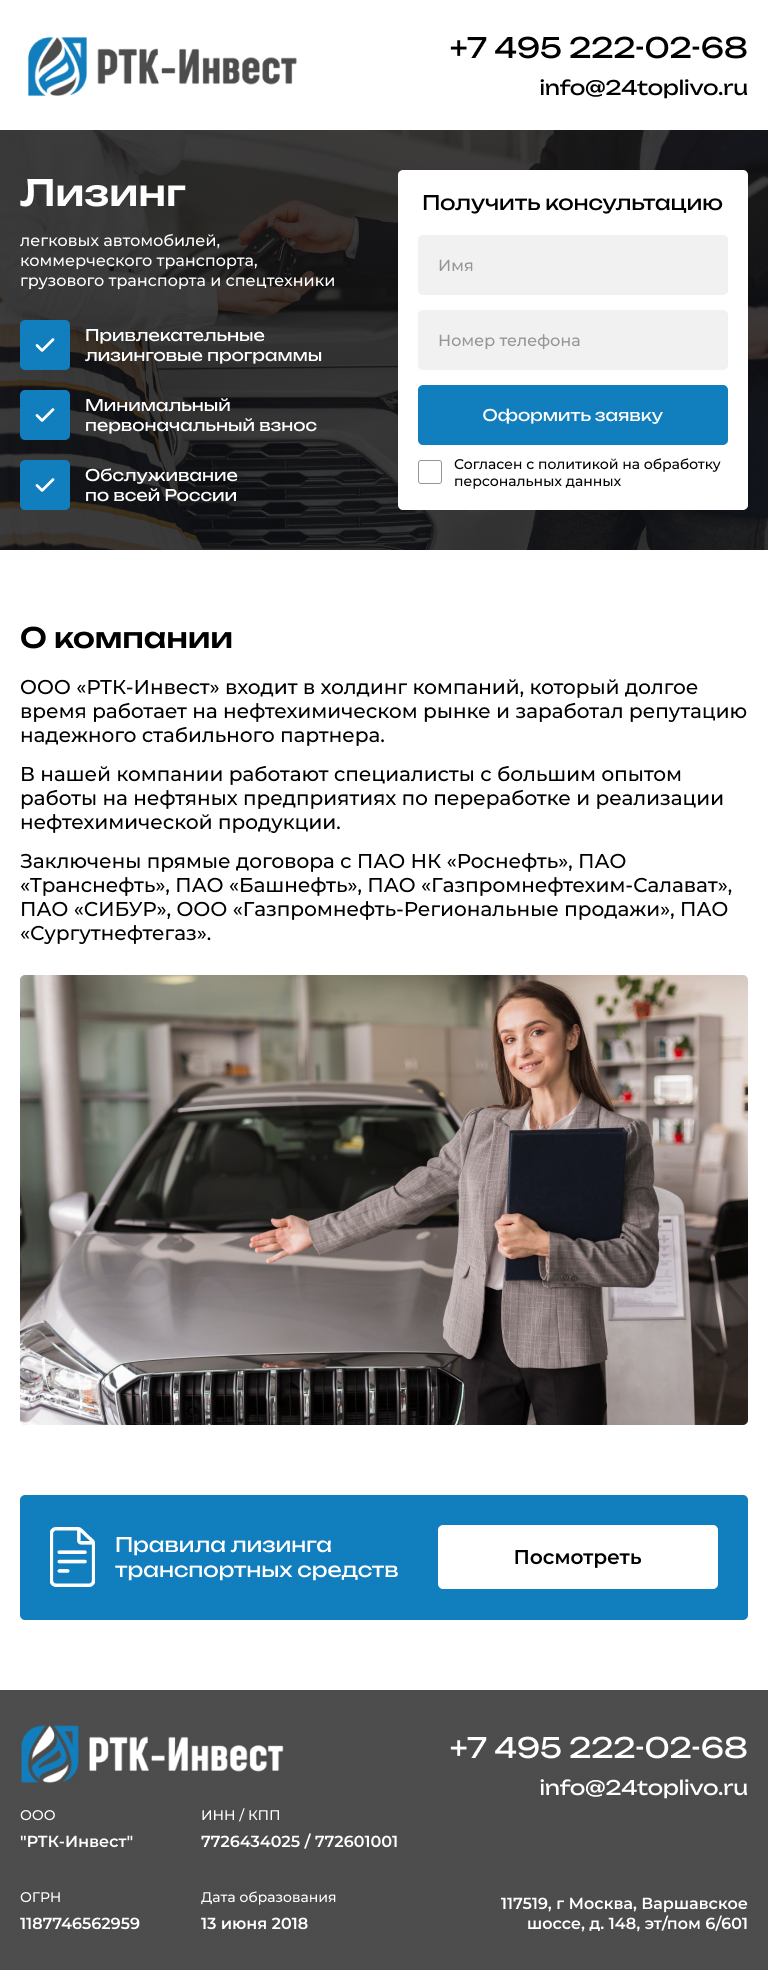 РТК-Инвест
+7 495 222-02-68
info@24toplivo.ru
Лизинг
легковых автомобилей,
коммерческого транспорта,
грузового транспорта и спецтехники
Привлекательные
лизинговые программы
Минимальный
первоначальный взнос
Обслуживание
по всей России
Получить консультацию
Имя
Номер телефона
Оформить заявку
Согласен с политикой на обработку
персональных данных
О компании
ООО «РТК-Инвест» входит в холдинг компаний, который долгое
время работает на нефтехимическом рынке и заработал репутацию
надежного стабильного партнера.
В нашей компании работают специалисты с большим опытом
работы на нефтяных предприятиях по переработке и реализации
нефтехимической продукции.
Заключены прямые договора с ПАО НК «Роснефть», ПАО
«Транснефть», ПАО «Башнефть», ПАО «Газпромнефтехим-Салават»,
ПАО «СИБУР», ООО «Газпромнефть-Региональные продажи», ПАО
«Сургутнефтегаз».
Правила лизинга
транспортных средств
Посмотреть
РТК-Инвест
+7 495 222-02-68
info@24toplivo.ru
ООО
"РТК-Инвест"
ИНН / КПП
7726434025 / 772601001
ОГРН
1187746562959
Дата образования
13 июня 2018
117519, г Москва, Варшавское
шоссе, д. 148, эт/пом 6/601